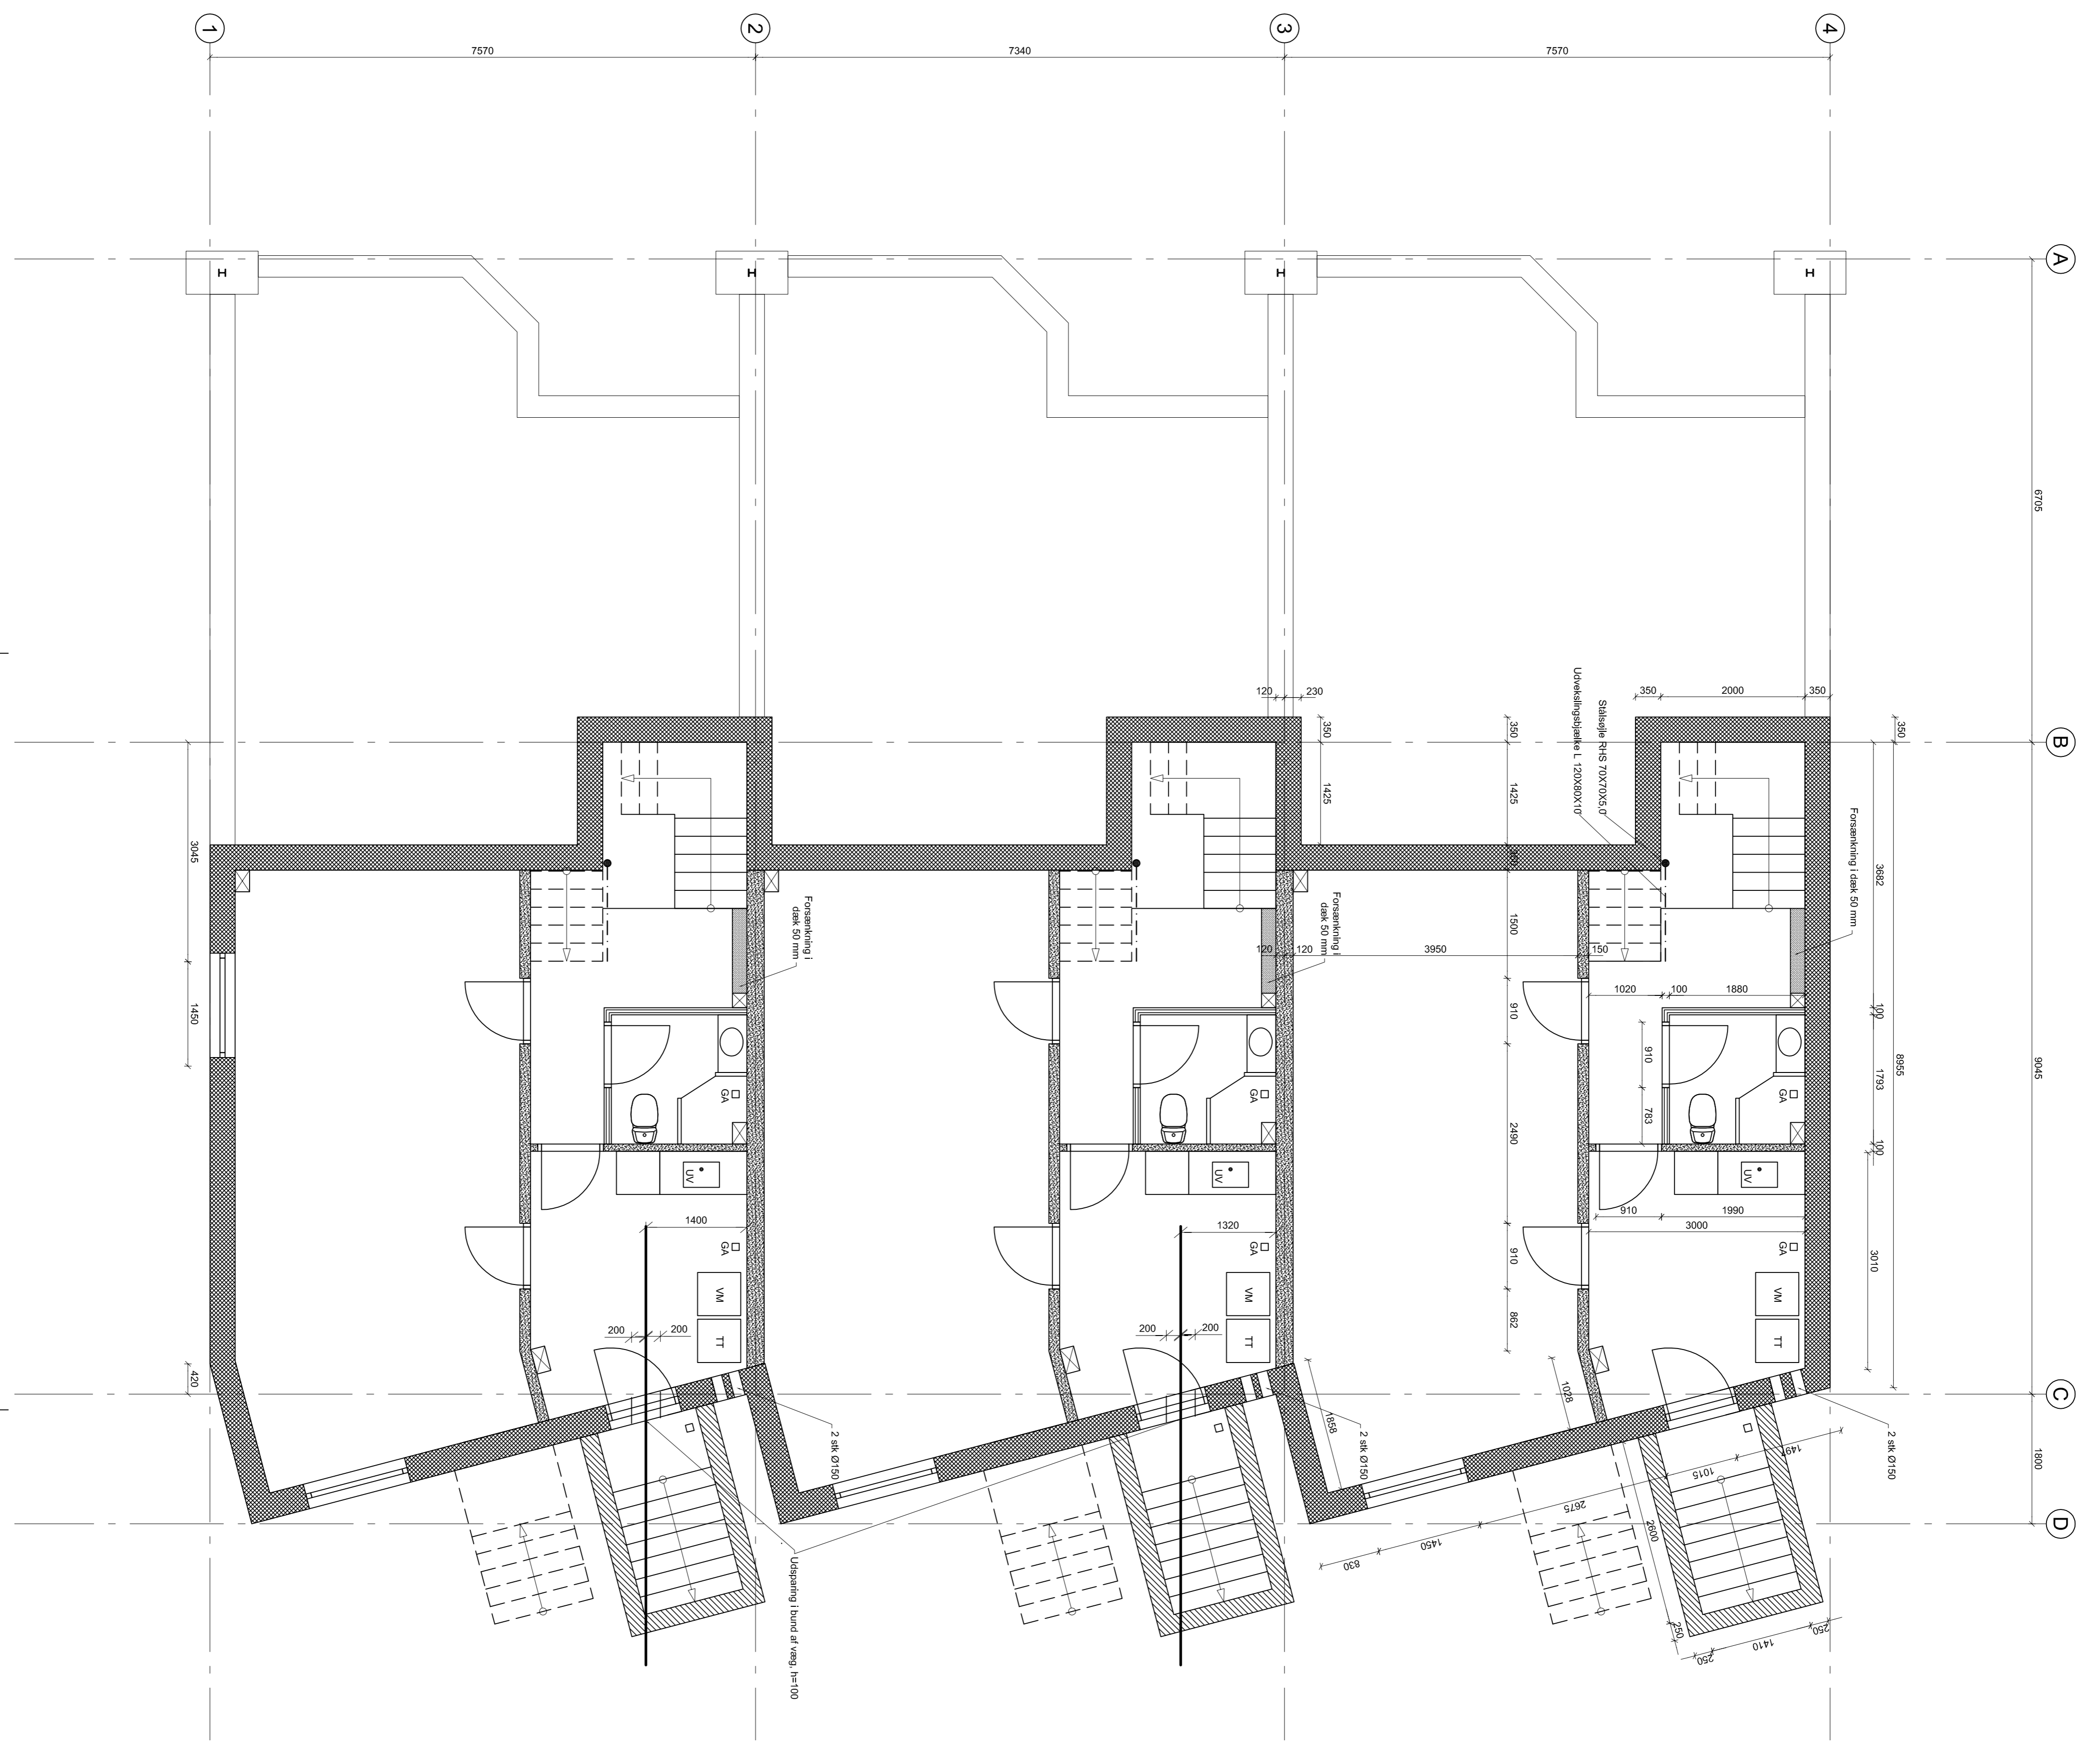 1
2
3
4
7570
7340
7570
A
B
C
D
6705
9045
1800
H
H
H
H
120
230
350
1425
350
1425
350
1500
910
2490
910
862
350
2000
350
Udvekslingsbjælke L 120X80X10
Stålsøjle RHS 70X70X5,0
Forsænkning i dæk 50 mm
350
3682
100
1793
100
3010
8955
3045
1450
420
Forsænkning i
dæk 50 mm
Forsænkning i
dæk 50 mm
120
120
3950
150
1020
100
1880
910
783
GA
GA
GA
UV
UV
UV
910
1990
3000
1400
1320
GA
GA
GA
VM
VM
VM
TT
TT
TT
200
200
200
200
2 stk Ø150
2 stk Ø150
2 stk Ø150
1858
1028
1497
1015
2675
1450
830
2600
250
250
1410
250
Udsparing i bund af væg, h=100